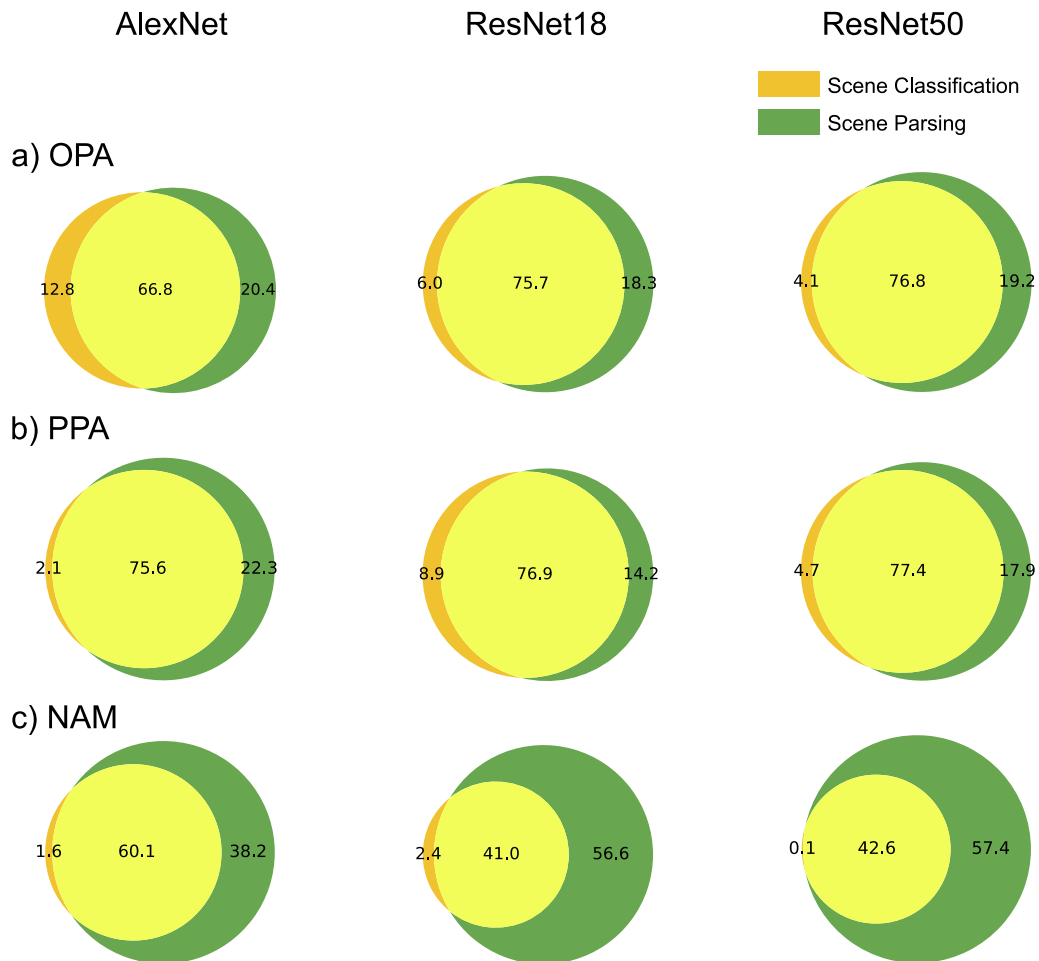 AlexNet ResNet18 ResNet50
Scene Classification
Scene Parsing
a) OPA
12.8 66.8 20.4 6.0 75.7 18.3 4.1 76.8 19.2
b) PPA
2.1 75.6 22.3 8.9 76.9 14.2 4.7 77.4 17.9
c) NAM
1.6 60.1 38.2 2.4 41.0 56.6 0.1 42.6 57.4